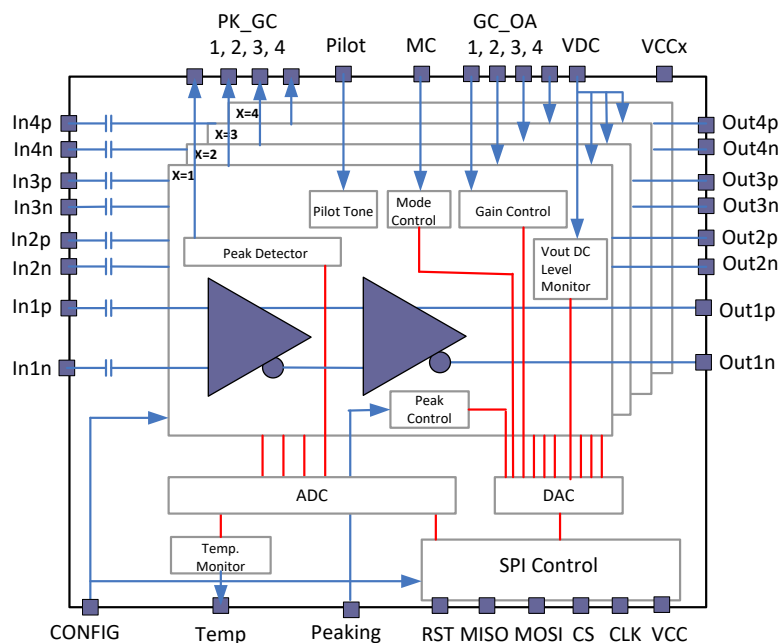 PK_GC
1, 2, 3, 4
Pilot
MC
GC_OA
1, 2, 3, 4
VDC
VCCx
In4p
In4n
In3p
In3n
In2p
In2n
In1p
In1n
X=4
X=3
X=2
X=1
Out4p
Out4n
Out3p
Out3n
Out2p
Out2n
Out1p
Out1n
Pilot Tone
Mode
Control
Gain Control
Peak Detector
Vout DC
Level
Monitor
Peak
Control
ADC
DAC
Temp.
Monitor
SPI Control
CONFIG
Temp
Peaking
RST
MISO
MOSI
CS
CLK
VCC